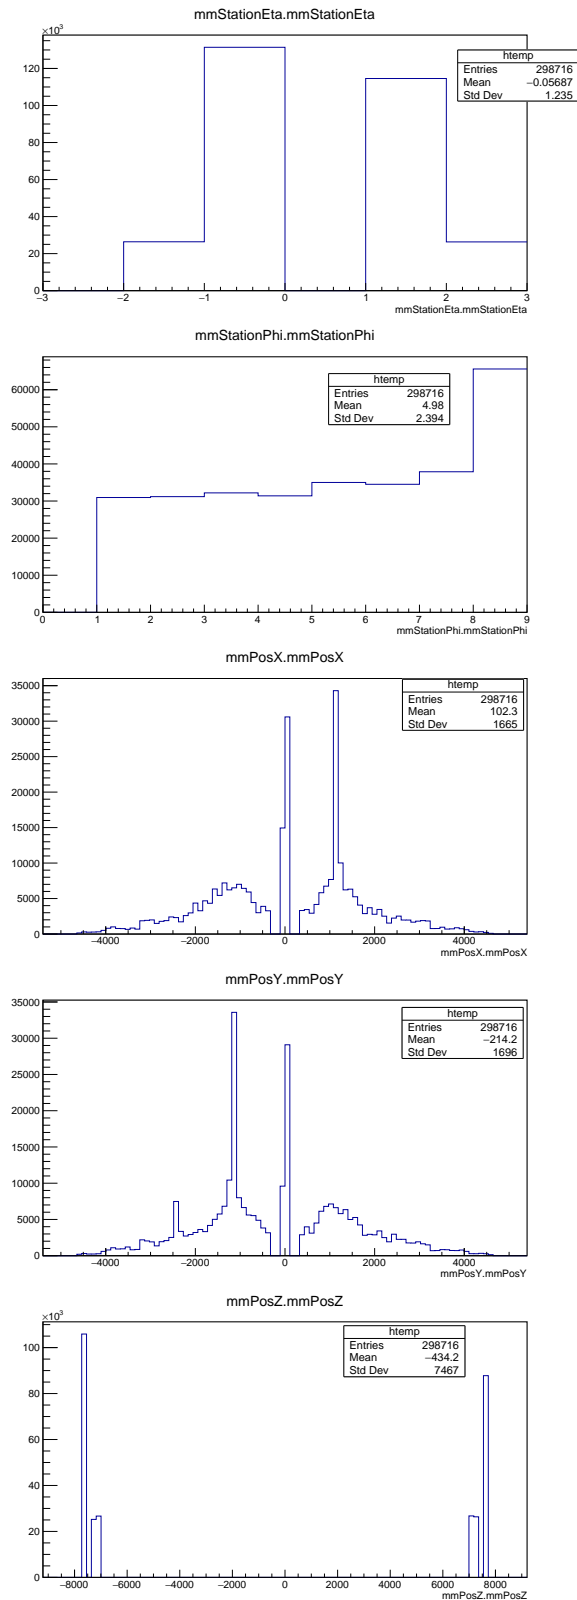 mmStationEta.mmStationEta
×10³
120
100
80
60
40
20
0
−3 −2 −1 0 1 2 3
mmStationEta.mmStationEta
htemp
Entries 298716
Mean −0.05687
Std Dev 1.235
mmStationPhi.mmStationPhi
60000
50000
40000
30000
20000
10000
0
0 1 2 3 4 5 6 7 8 9
mmStationPhi.mmStationPhi
htemp
Entries 298716
Mean 4.98
Std Dev 2.394
mmPosX.mmPosX
35000
30000
25000
20000
15000
10000
5000
0
−4000 −2000 0 2000 4000
mmPosX.mmPosX
htemp
Entries 298716
Mean 102.3
Std Dev 1665
mmPosY.mmPosY
35000
30000
25000
20000
15000
10000
5000
0
−4000 −2000 0 2000 4000
mmPosY.mmPosY
htemp
Entries 298716
Mean −214.2
Std Dev 1696
mmPosZ.mmPosZ
×10³
100
80
60
40
20
0
−8000 −6000 −4000 −2000 0 2000 4000 6000 8000
mmPosZ.mmPosZ
htemp
Entries 298716
Mean −434.2
Std Dev 7467